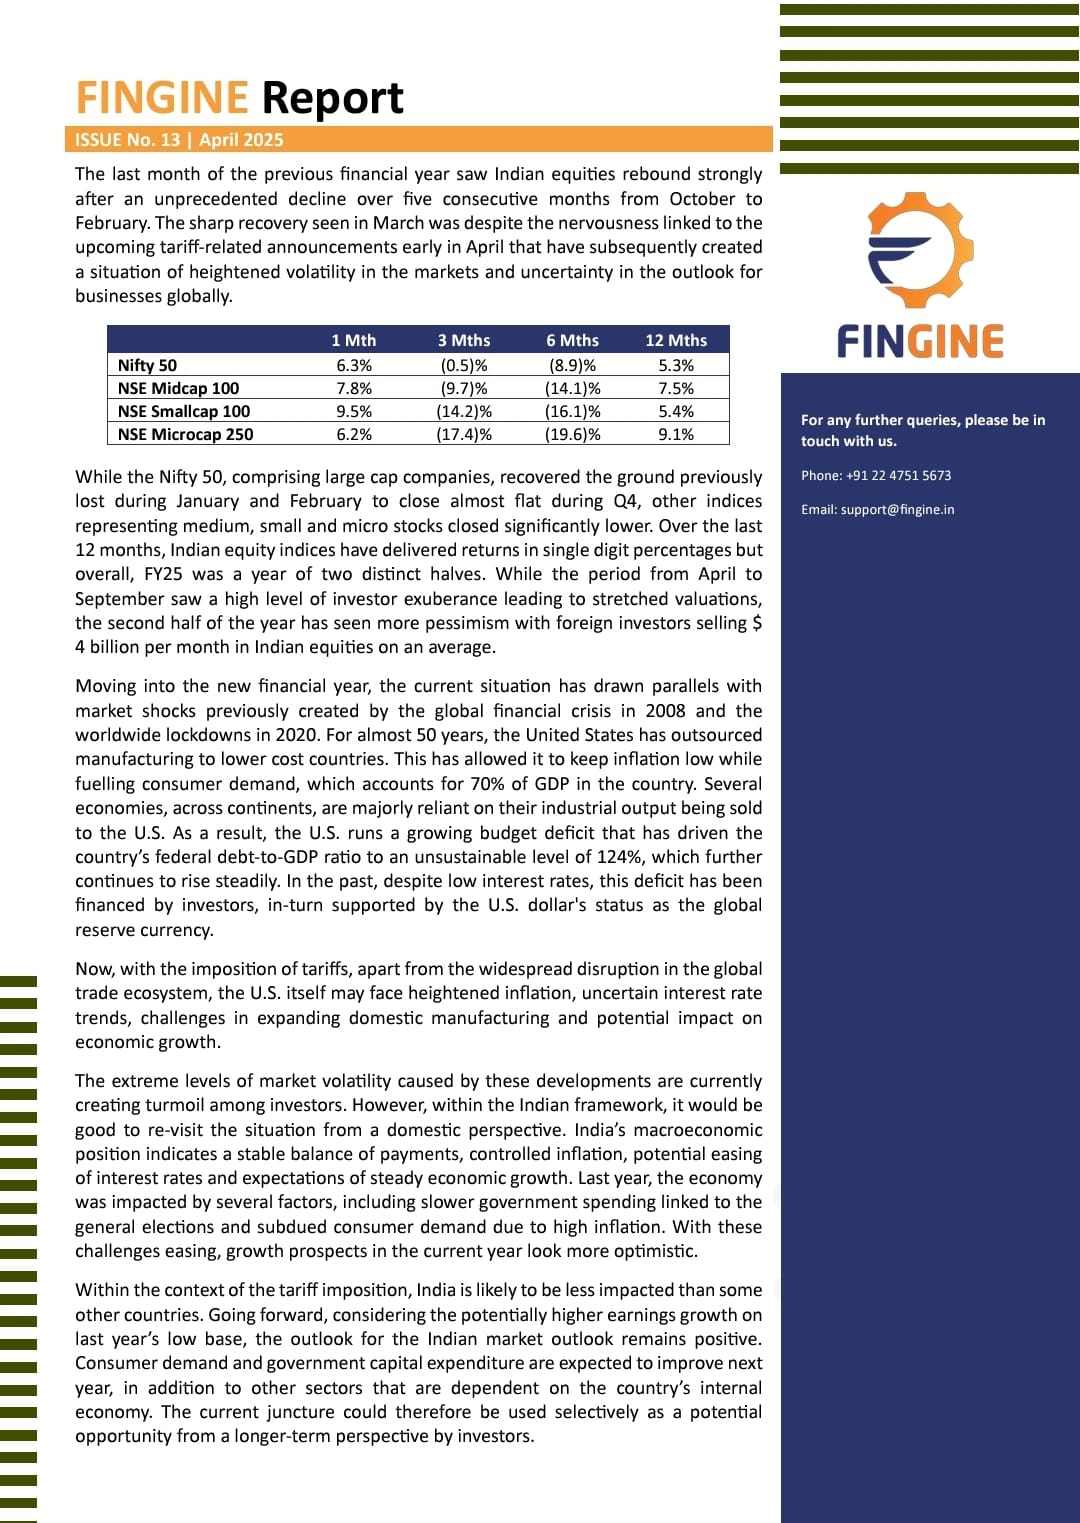 FINGINE Report
ISSUE No. 13 | April 2025
The last month of the previous financial year saw Indian equities rebound strongly
after an unprecedented decline over five consecutive months from October to
February. The sharp recovery seen in March was despite the nervousness linked to the
upcoming tariff-related announcements early in April that have subsequently created
a situation of heightened volatility in the markets and uncertainty in the outlook for
businesses globally.
1 Mth 3 Mths 6 Mths 12 Mths
Nifty 50 6.3% (0.5)% (8.9)% 5.3%
NSE Midcap 100 7.8% (9.7)% (14.1)% 7.5%
NSE Smallcap 100 9.5% (14.2)% (16.1)% 5.4%
NSE Microcap 250 6.2% (17.4)% (19.6)% 9.1%
While the Nifty 50, comprising large cap companies, recovered the ground previously
lost during January and February to close almost flat during Q4, other indices
representing medium, small and micro stocks closed significantly lower. Over the last
12 months, Indian equity indices have delivered returns in single digit percentages but
overall, FY25 was a year of two distinct halves. While the period from April to
September saw a high level of investor exuberance leading to stretched valuations,
the second half of the year has seen more pessimism with foreign investors selling $
4 billion per month in Indian equities on an average.
Moving into the new financial year, the current situation has drawn parallels with
market shocks previously created by the global financial crisis in 2008 and the
worldwide lockdowns in 2020. For almost 50 years, the United States has outsourced
manufacturing to lower cost countries. This has allowed it to keep inflation low while
fuelling consumer demand, which accounts for 70% of GDP in the country. Several
economies, across continents, are majorly reliant on their industrial output being sold
to the U.S. As a result, the U.S. runs a growing budget deficit that has driven the
country’s federal debt-to-GDP ratio to an unsustainable level of 124%, which further
continues to rise steadily. In the past, despite low interest rates, this deficit has been
financed by investors, in-turn supported by the U.S. dollar's status as the global
reserve currency.
Now, with the imposition of tariffs, apart from the widespread disruption in the global
trade ecosystem, the U.S. itself may face heightened inflation, uncertain interest rate
trends, challenges in expanding domestic manufacturing and potential impact on
economic growth.
The extreme levels of market volatility caused by these developments are currently
creating turmoil among investors. However, within the Indian framework, it would be
good to re-visit the situation from a domestic perspective. India’s macroeconomic
position indicates a stable balance of payments, controlled inflation, potential easing
of interest rates and expectations of steady economic growth. Last year, the economy
was impacted by several factors, including slower government spending linked to the
general elections and subdued consumer demand due to high inflation. With these
challenges easing, growth prospects in the current year look more optimistic.
Within the context of the tariff imposition, India is likely to be less impacted than some
other countries. Going forward, considering the potentially higher earnings growth on
last year’s low base, the outlook for the Indian market outlook remains positive.
Consumer demand and government capital expenditure are expected to improve next
year, in addition to other sectors that are dependent on the country’s internal
economy. The current juncture could therefore be used selectively as a potential
opportunity from a longer-term perspective by investors.
FINGINE
For any further queries, please be in
touch with us.
Phone: +91 22 4751 5673
Email: support@fingine.in